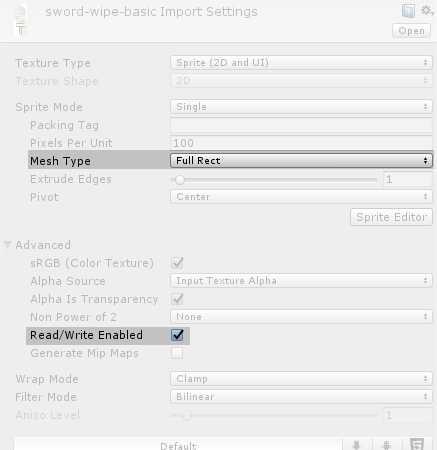 sword-wipe-basic Import Settings
Open
Texture Type Sprite (2D and UI)
Texture Shape 2D
Sprite Mode Single
Packing Tag
Pixels Per Unit 100
Mesh Type Full Rect
Extrude Edges 1
Pivot Center
Sprite Editor
Advanced
sRGB (Color Texture)
Alpha Source Input Texture Alpha
Alpha Is Transparency
Non Power of 2 None
Read/Write Enabled
Generate Mip Maps
Wrap Mode Clamp
Filter Mode Bilinear
Aniso Level 1
Default